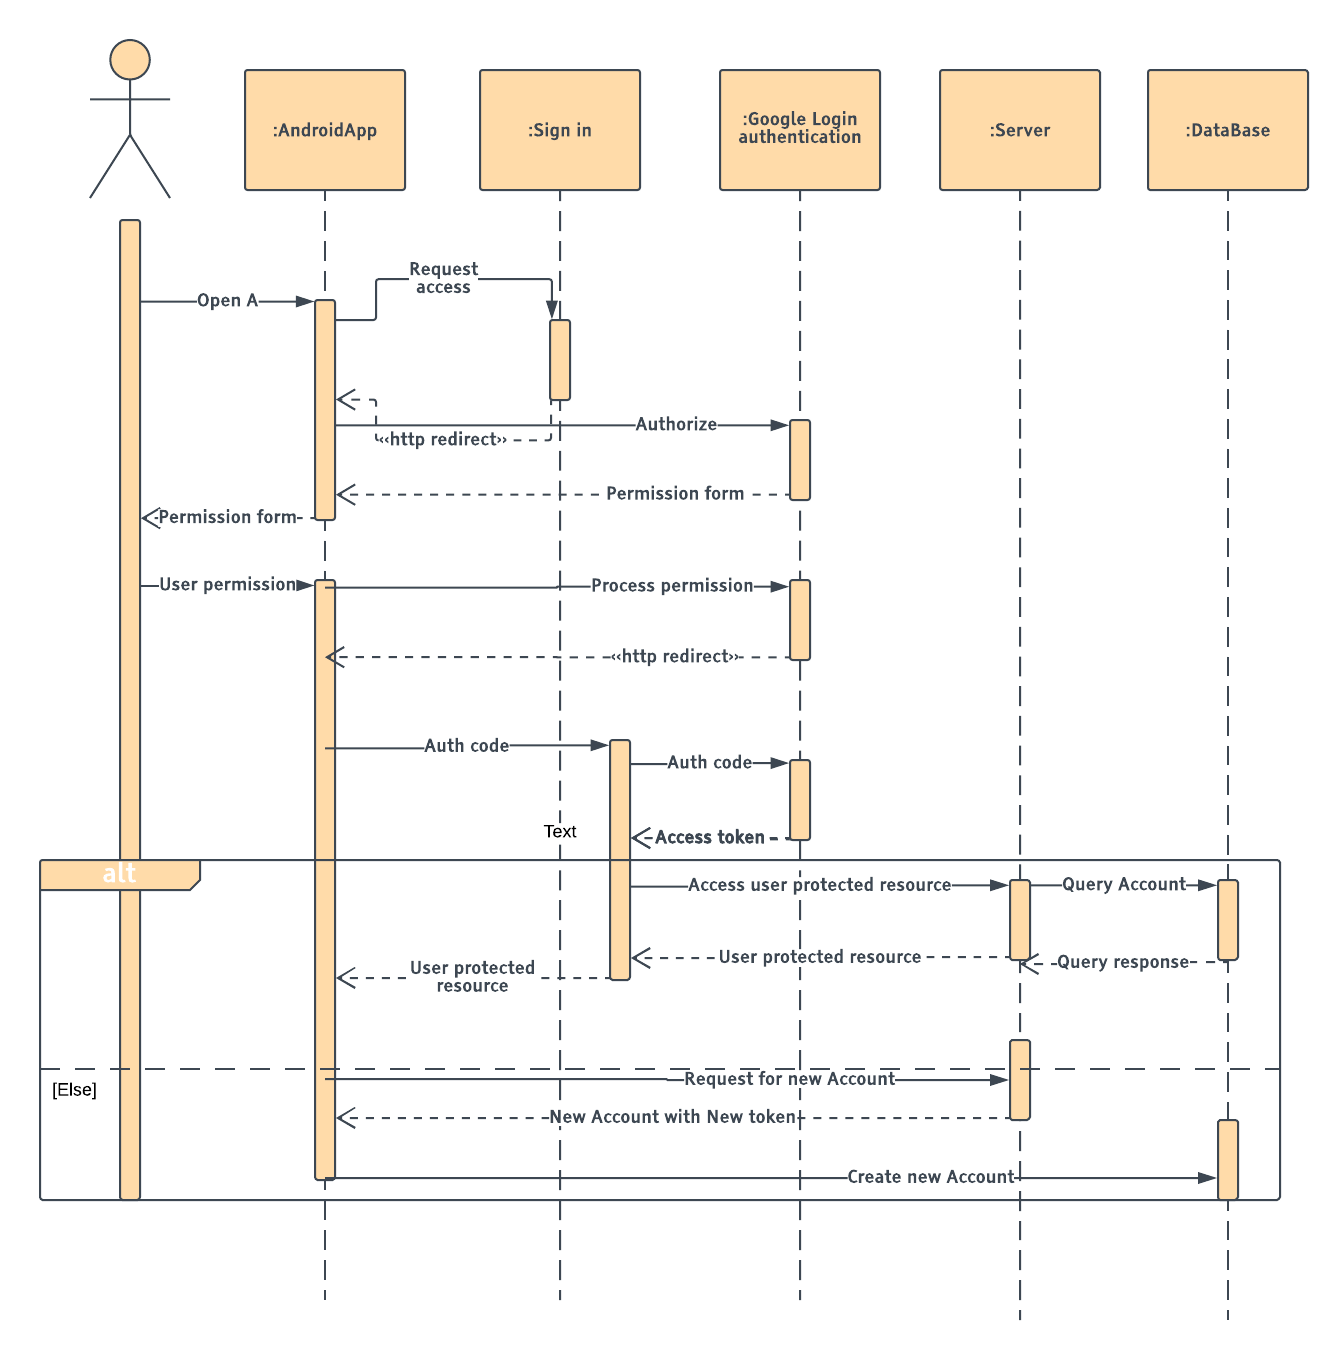 :AndroidApp
:Sign in
:Google Login
authentication
:Server
:DataBase
Request
access
Open A
Authorize
‹‹http redirect››
Permission form
Permission form
User permission
Process permission
‹‹http redirect››
Auth code
Auth code
Text
Access token
alt
Access user protected resource
Query Account
User protected resource
Query response
User protected
resource
[Else]
Request for new Account
New Account with New token
Create new Account